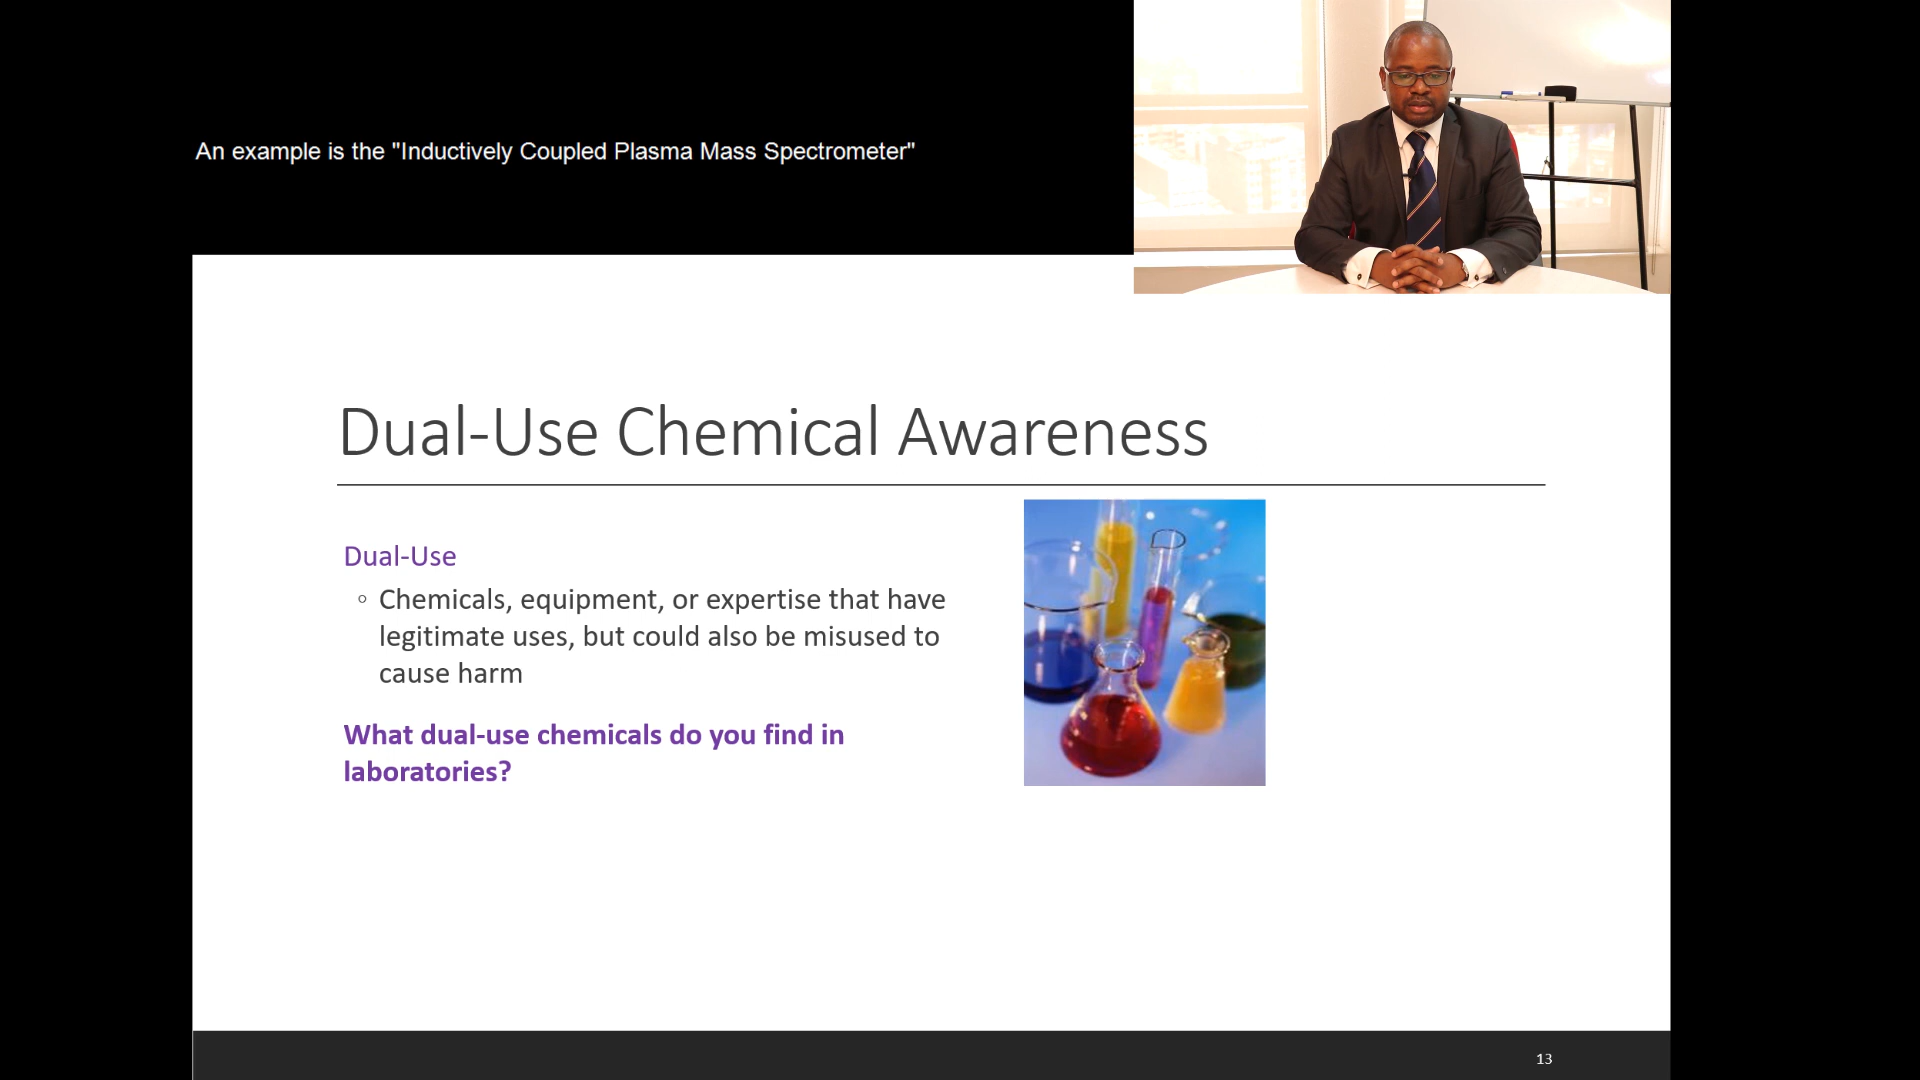 An example is the "Inductively Coupled Plasma Mass Spectrometer"
Dual-Use Chemical Awareness
Dual-Use
◦ Chemicals, equipment, or expertise that have
legitimate uses, but could also be misused to
cause harm
What dual-use chemicals do you find in
laboratories?
13